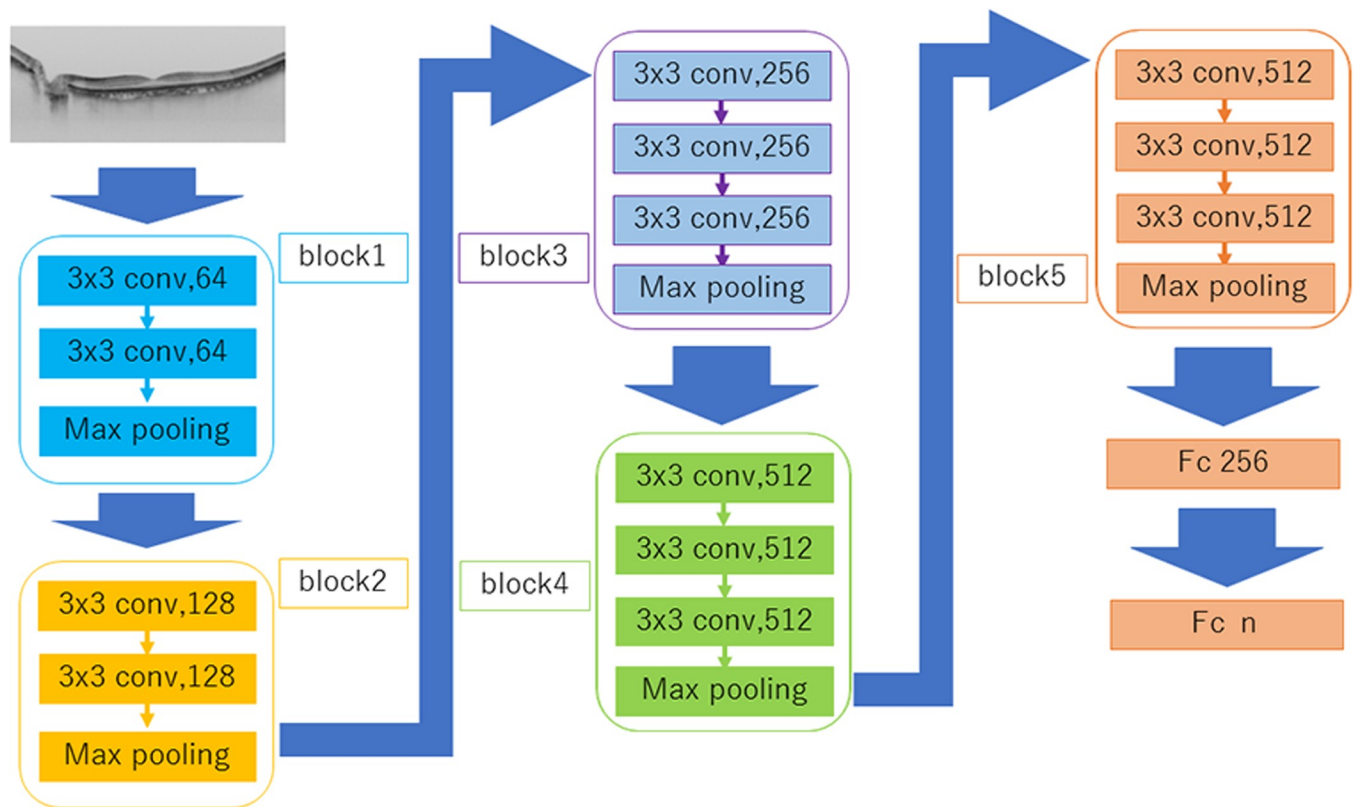 block1
3x3 conv,64
3x3 conv,64
Max pooling
block2
3x3 conv,128
3x3 conv,128
Max pooling
block3
3x3 conv,256
3x3 conv,256
3x3 conv,256
Max pooling
block4
3x3 conv,512
3x3 conv,512
3x3 conv,512
Max pooling
block5
3x3 conv,512
3x3 conv,512
3x3 conv,512
Max pooling
Fc 256
Fc n